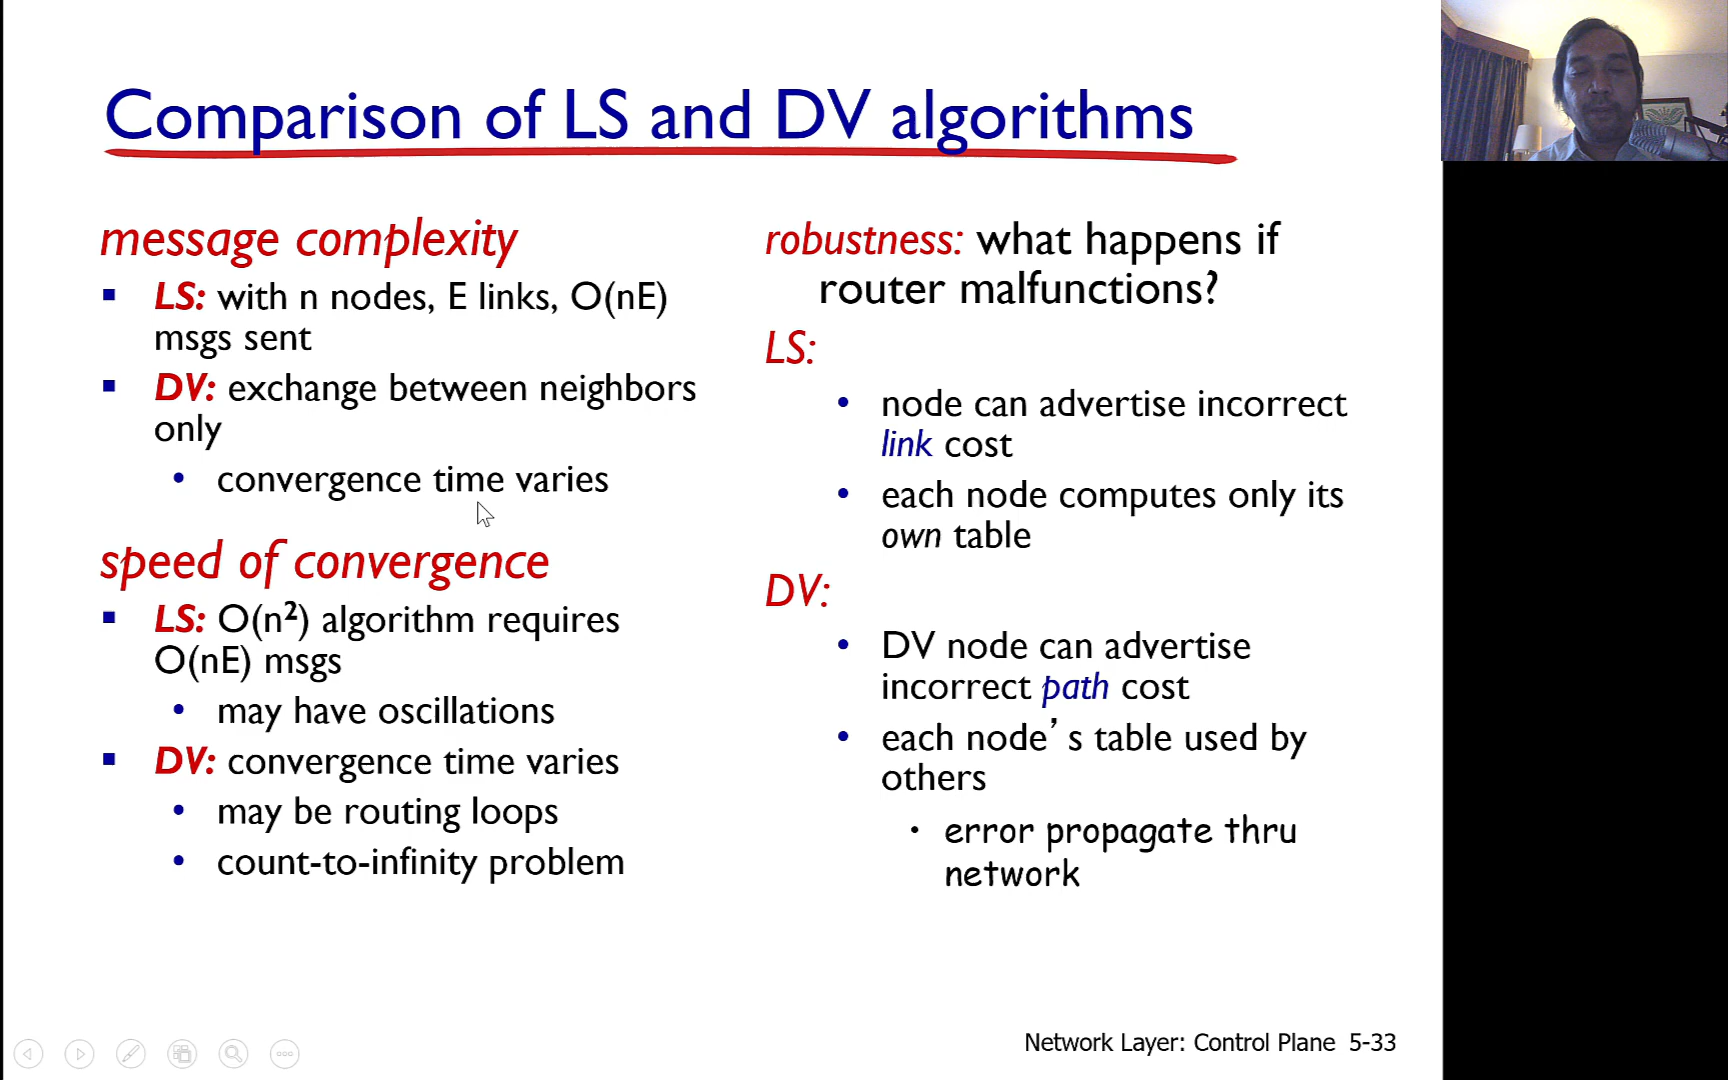 Comparison of LS and DV algorithms
message complexity
LS: with n nodes, E links, O(nE)
msgs sent
DV: exchange between neighbors
only
convergence time varies
speed of convergence
LS: O(n²) algorithm requires
O(nE) msgs
may have oscillations
DV: convergence time varies
may be routing loops
count-to-infinity problem
robustness: what happens if
router malfunctions?
LS:
node can advertise incorrect
link cost
each node computes only its
own table
DV:
DV node can advertise
incorrect path cost
each node’ s table used by
others
error propagate thru
network
Network Layer: Control Plane 5-33